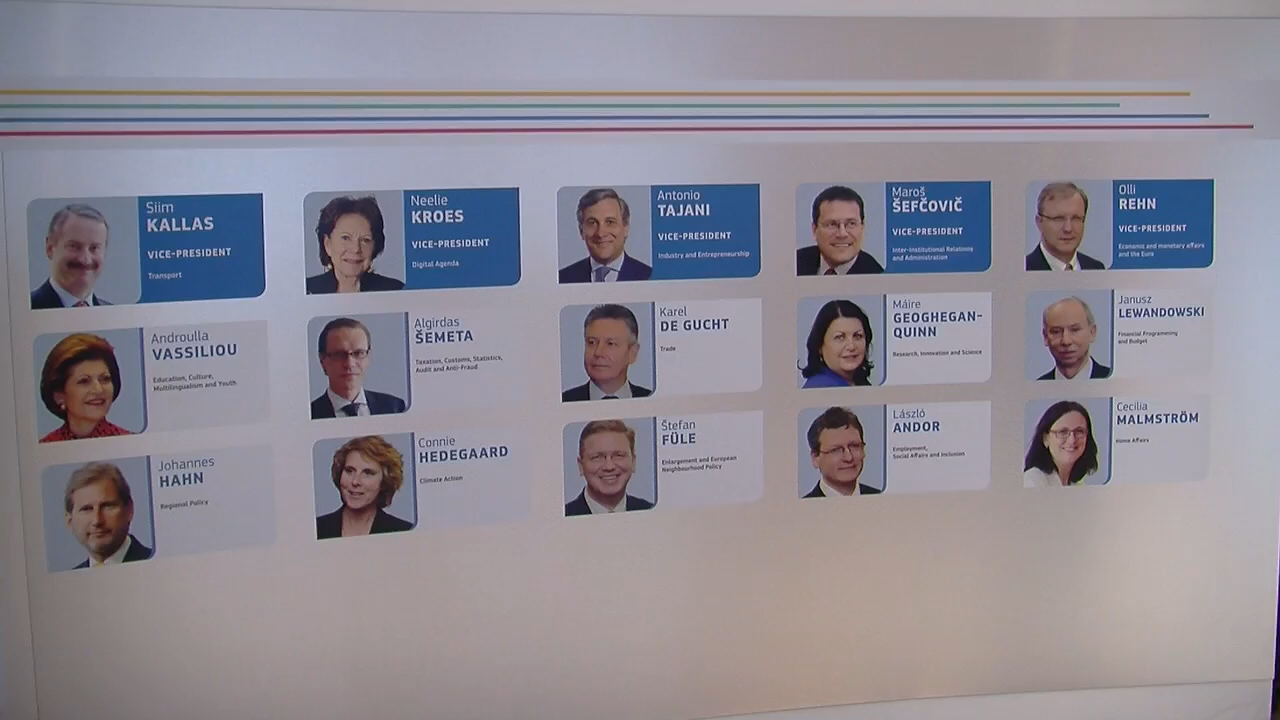 Siim
KALLAS
VICE-PRESIDENT
Transport
Neelie
KROES
VICE-PRESIDENT
Digital Agenda
Antonio
TAJANI
VICE-PRESIDENT
Industry and Entrepreneurship
Maroš
ŠEFČOVIČ
VICE-PRESIDENT
Inter-Institutional Relations
and Administration
Olli
REHN
VICE-PRESIDENT
Economic and monetary affairs
and the Euro
Androulla
VASSILIOU
Education, Culture,
Multilingualism and Youth
Algirdas
ŠEMETA
Taxation, Customs, Statistics,
Audit and Anti-Fraud
Karel
DE GUCHT
Trade
Máire
GEOGHEGAN-
QUINN
Research, Innovation and Science
Janusz
LEWANDOWSKI
Financial Programming
and Budget
Johannes
HAHN
Regional Policy
Connie
HEDEGAARD
Climate Action
Štefan
FÜLE
Enlargement and European
Neighbourhood Policy
László
ANDOR
Employment,
Social Affairs and Inclusion
Cecilia
MALMSTRÖM
Home Affairs